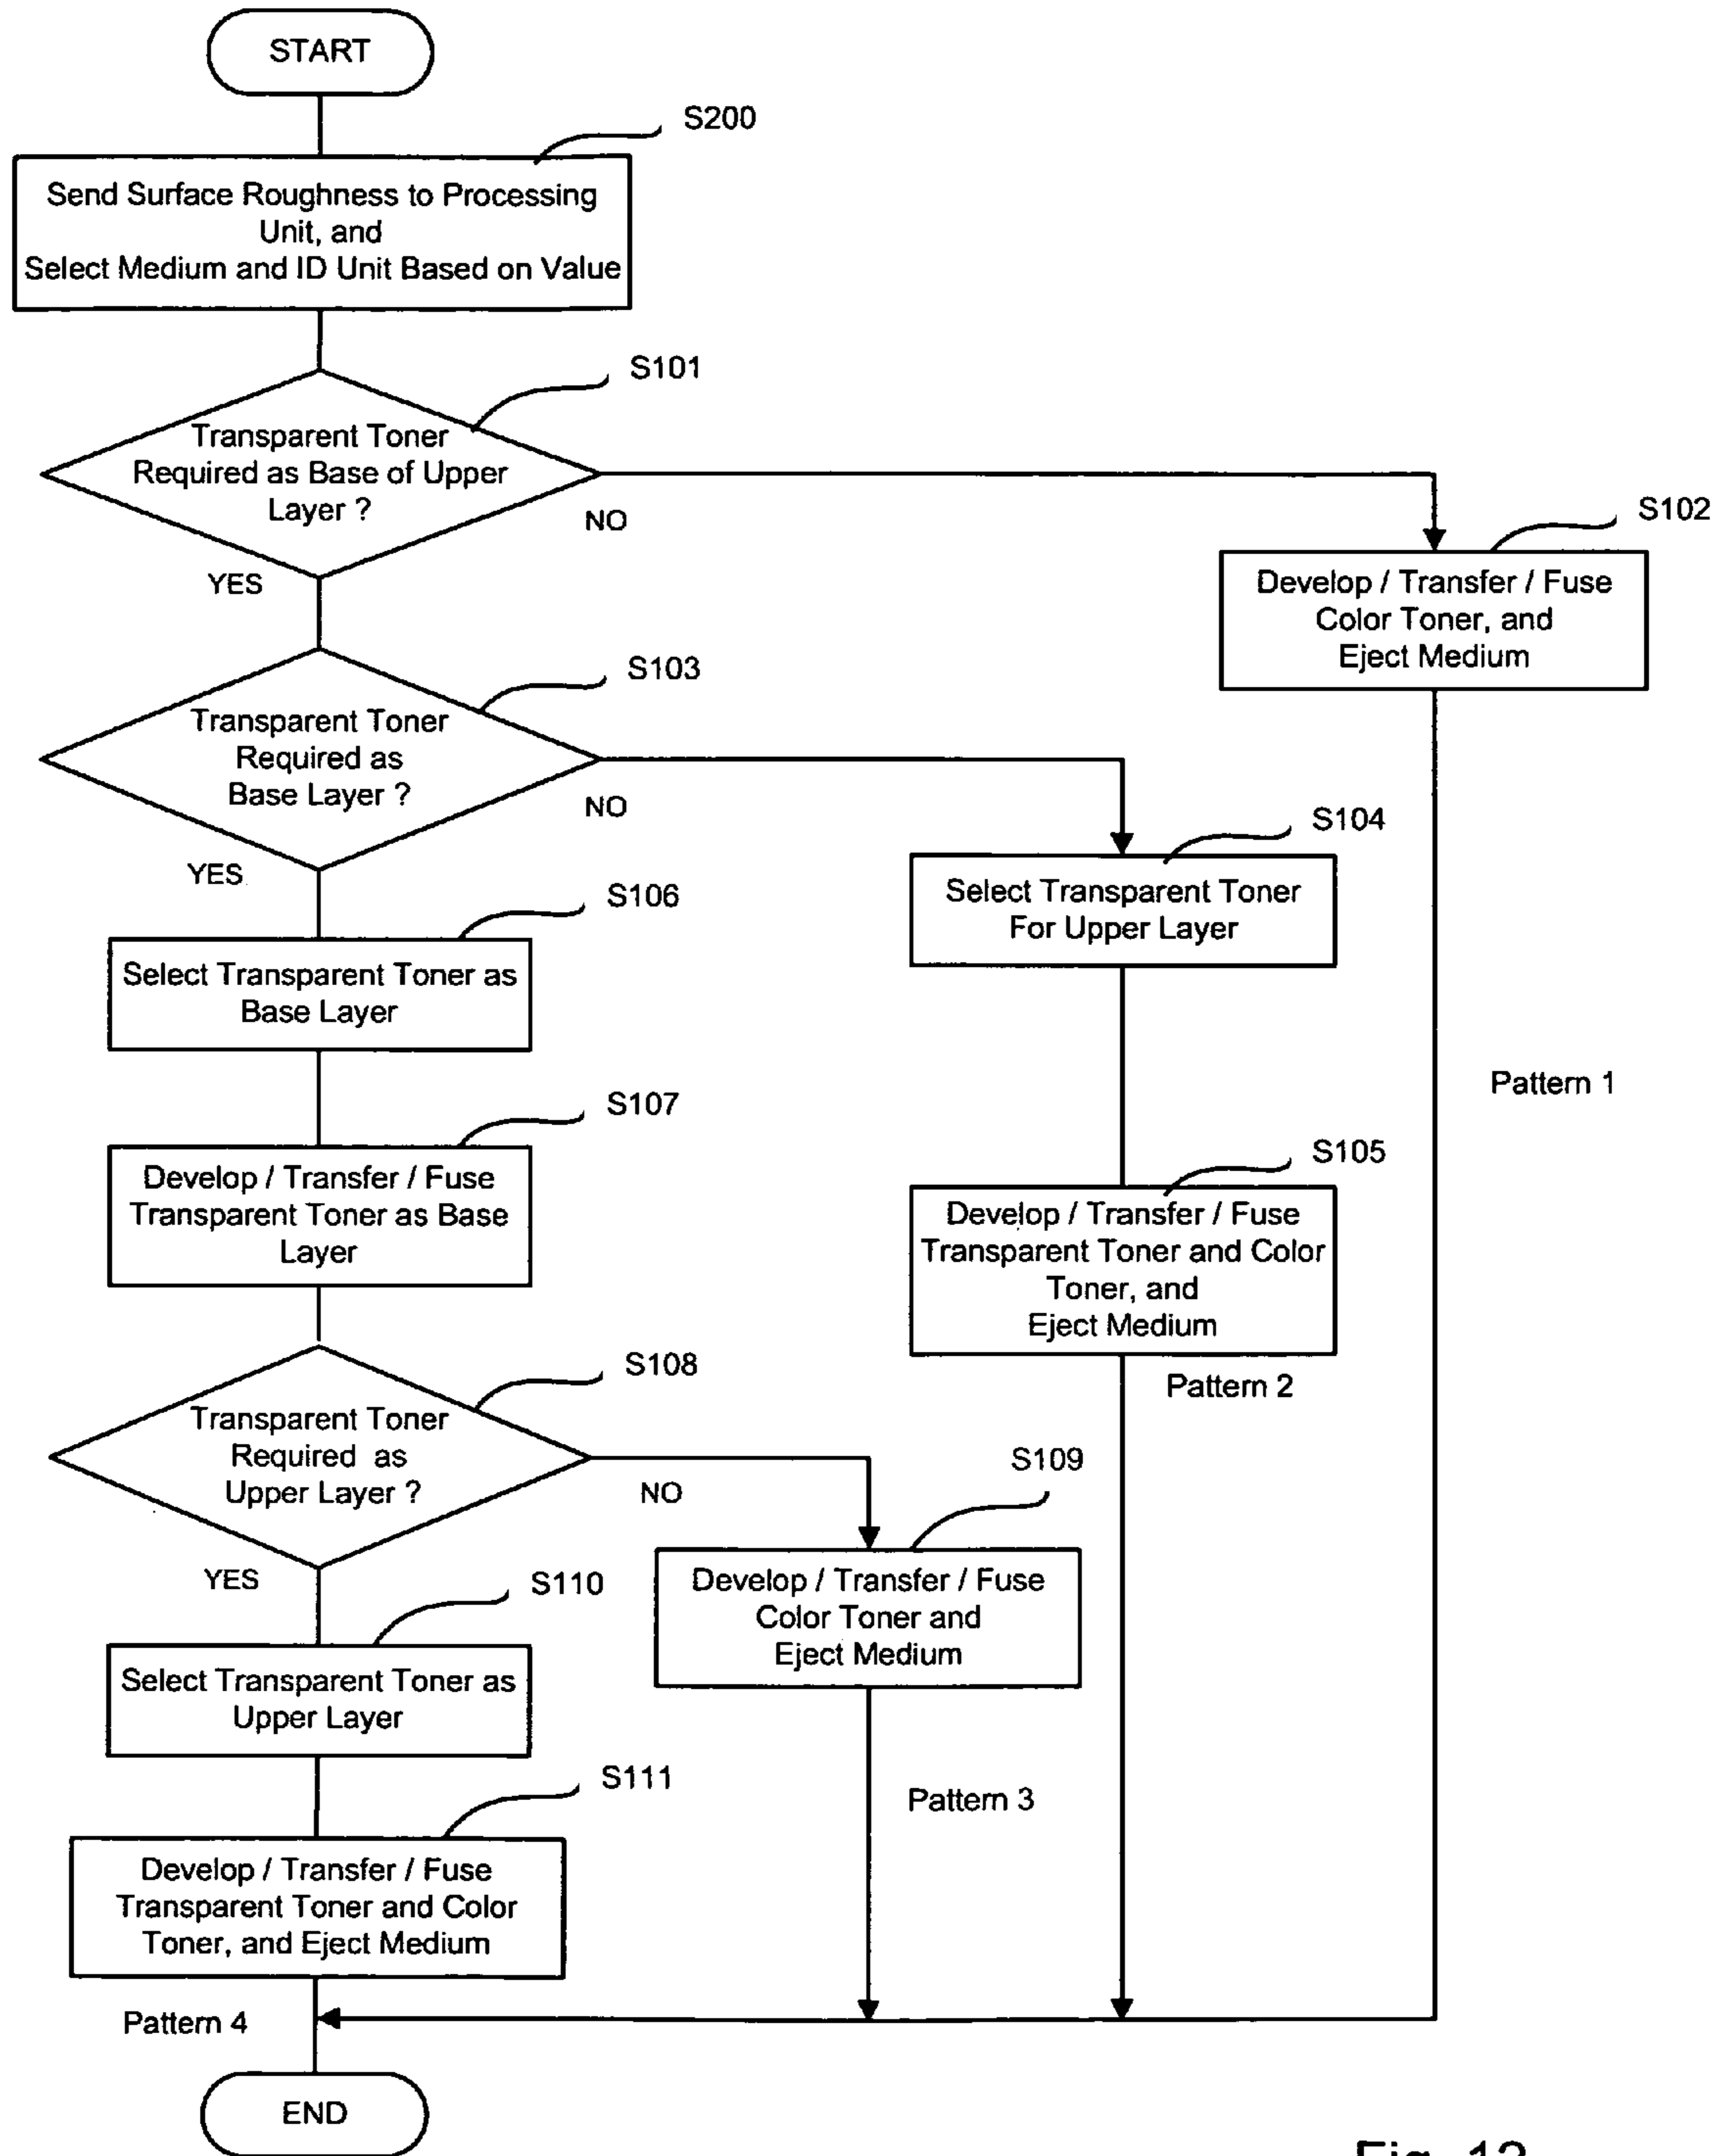 START
S200
Send Surface Roughness to Processing
Unit, and
Select Medium and ID Unit Based on Value
S101
Transparent Toner
Required as Base of Upper
Layer ?
NO
YES
S102
Develop / Transfer / Fuse
Color Toner, and
Eject Medium
S103
Transparent Toner
Required as
Base Layer ?
NO
YES
S104
Select Transparent Toner
For Upper Layer
S106
Select Transparent Toner as
Base Layer
Pattern 1
S107
Develop / Transfer / Fuse
Transparent Toner as Base
Layer
S105
Develop / Transfer / Fuse
Transparent Toner and Color
Toner, and
Eject Medium
Pattern 2
S108
Transparent Toner
Required as
Upper Layer ?
NO
YES
S109
Develop / Transfer / Fuse
Color Toner and
Eject Medium
S110
Select Transparent Toner as
Upper Layer
Pattern 3
S111
Develop / Transfer / Fuse
Transparent Toner and Color
Toner, and Eject Medium
Pattern 4
END